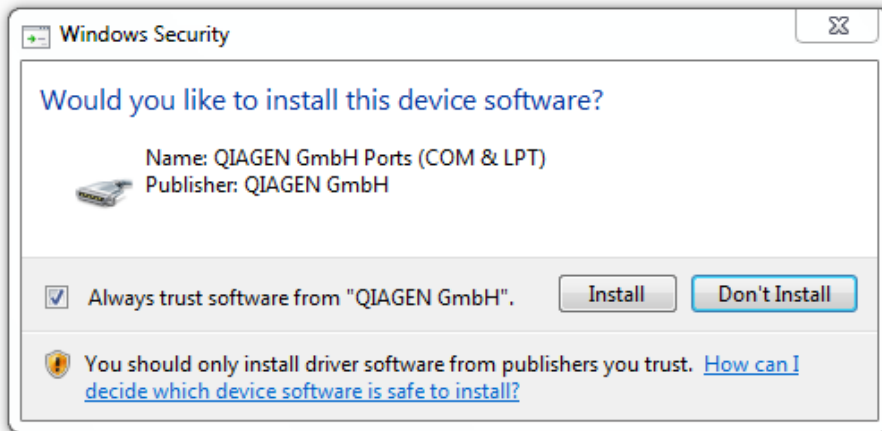 Windows Security
Would you like to install this device software?
Name: QIAGEN GmbH Ports (COM & LPT)
Publisher: QIAGEN GmbH
Always trust software from "QIAGEN GmbH".
Install
Don't Install
You should only install driver software from publishers you trust. How can I
decide which device software is safe to install?